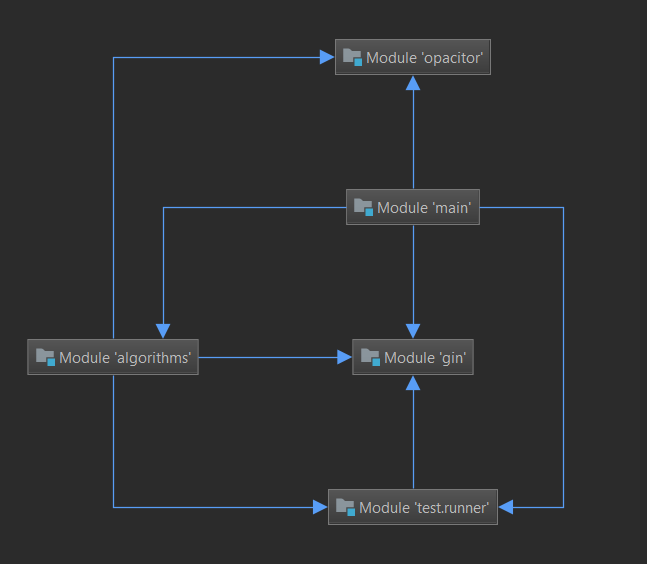 Module 'opacitor'
Module 'main'
Module 'algorithms'
Module 'gin'
Module 'test.runner'